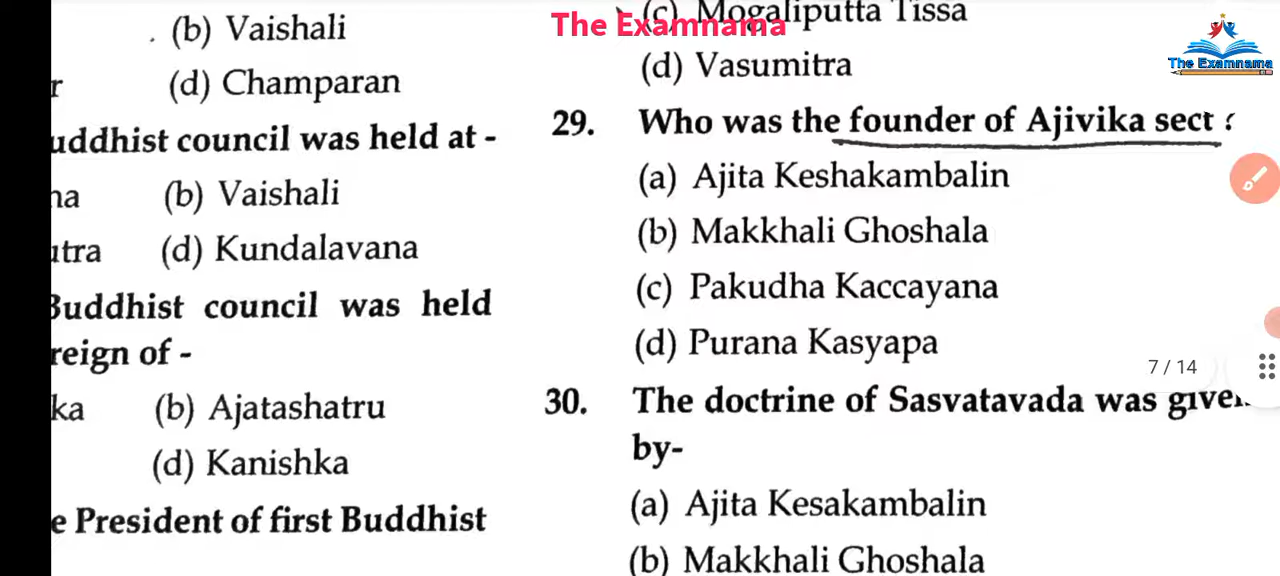 (b) Vaishali
r (d) Champaran
uddhist council was held at -
na (b) Vaishali
utra (d) Kundalavana
Buddhist council was held
reign of -
ka (b) Ajatashatru
(d) Kanishka
e President of first Buddhist
The Examnama
(c) Mogaliputta Tissa
(d) Vasumitra
29. Who was the founder of Ajivika sect ?
(a) Ajita Keshakambalin
(b) Makkhali Ghoshala
(c) Pakudha Kaccayana
(d) Purana Kasyapa
30. The doctrine of Sasvatavada was give
by-
(a) Ajita Kesakambalin
(b) Makkhali Ghoshala
The Examnama
7 / 14